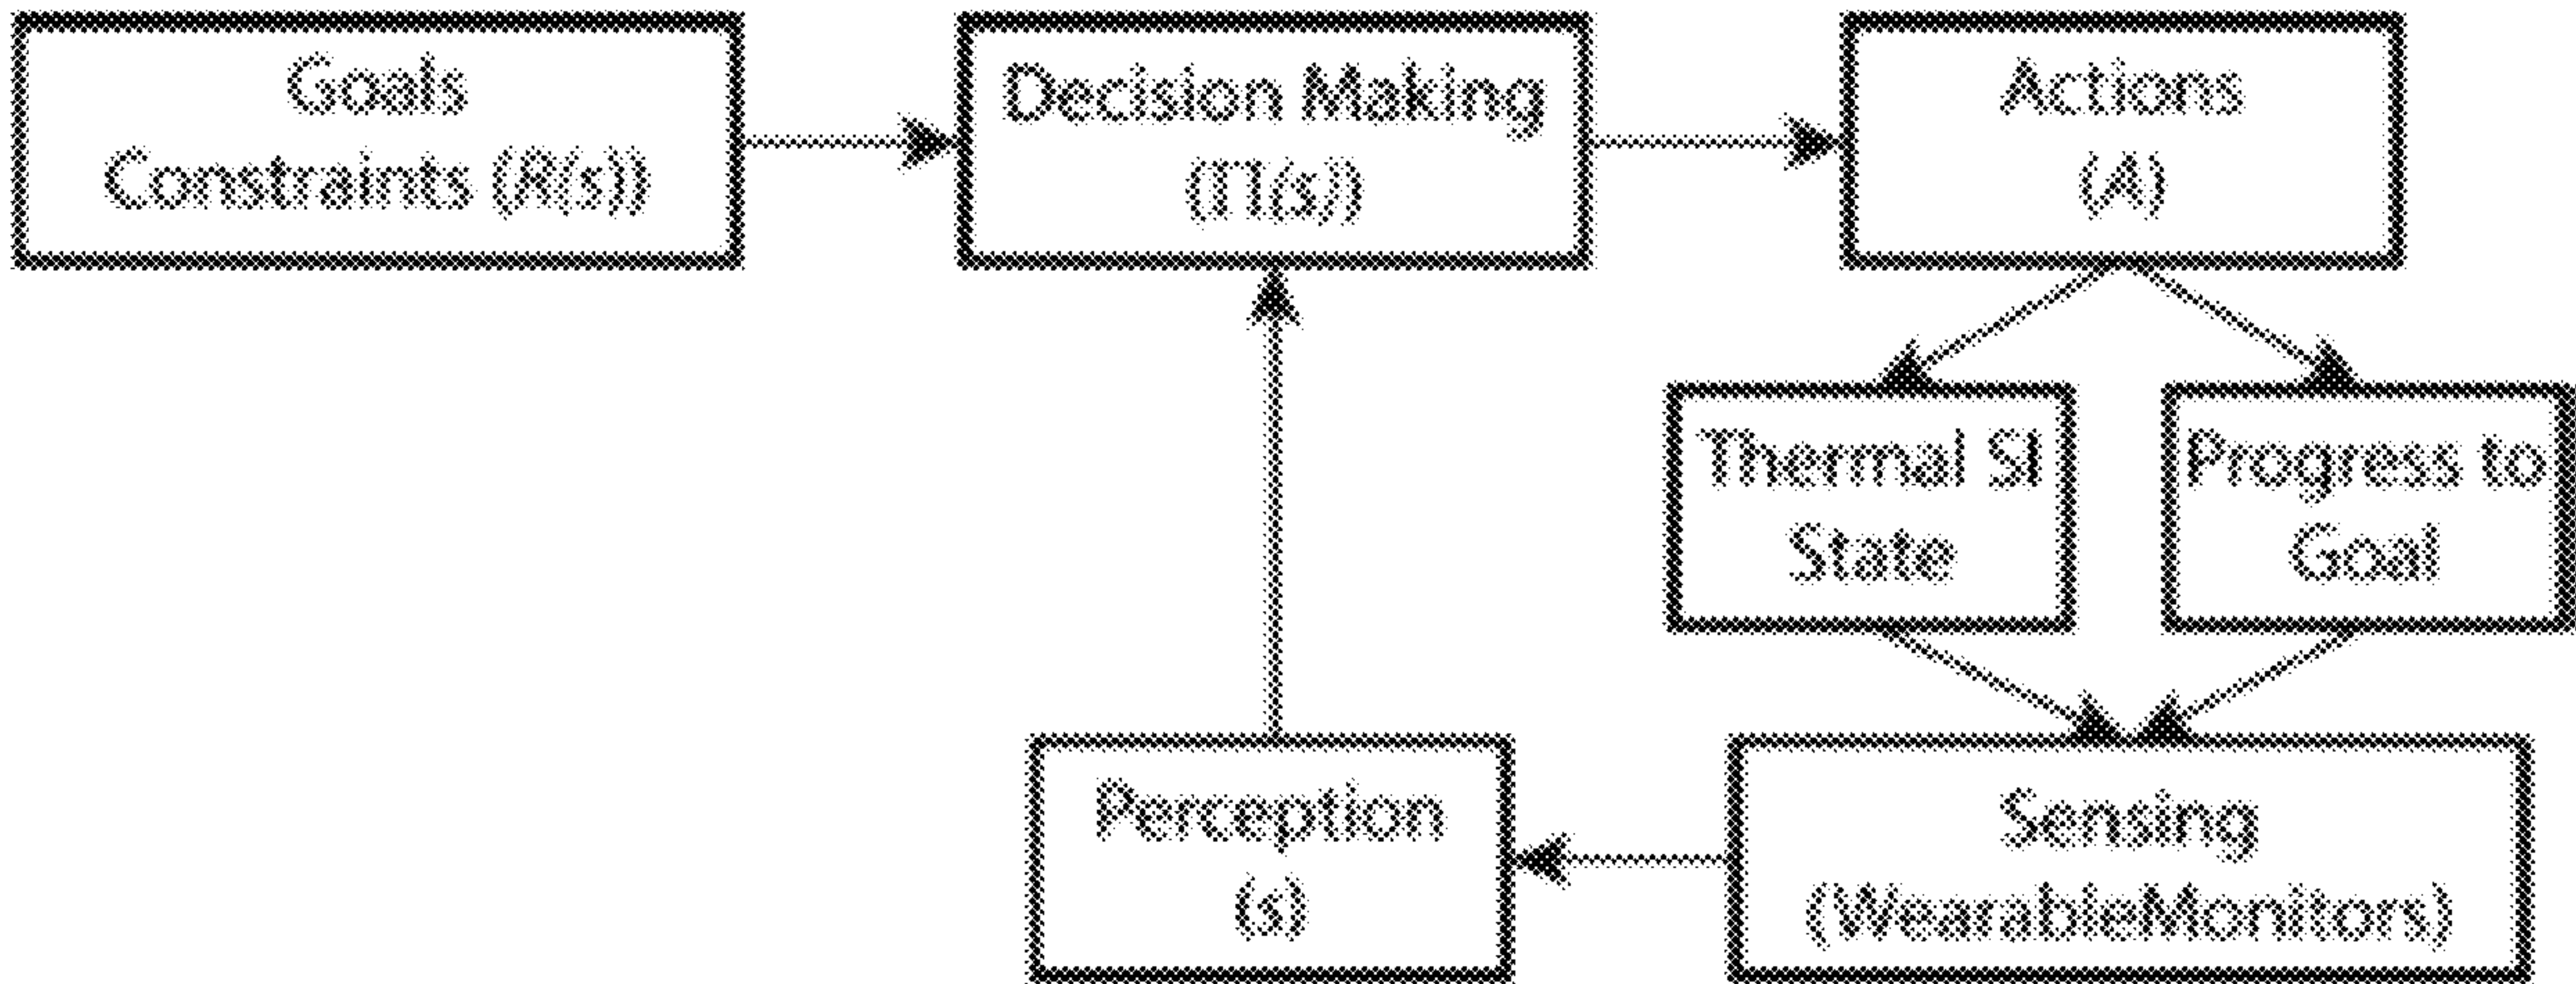 Goals
Constraints (R(s))
Decision Making
(Π(s))
Actions
(A)
Thermal SI
State
Progress to
Goal
Perception
(s)
Sensing
(WearableMonitors)